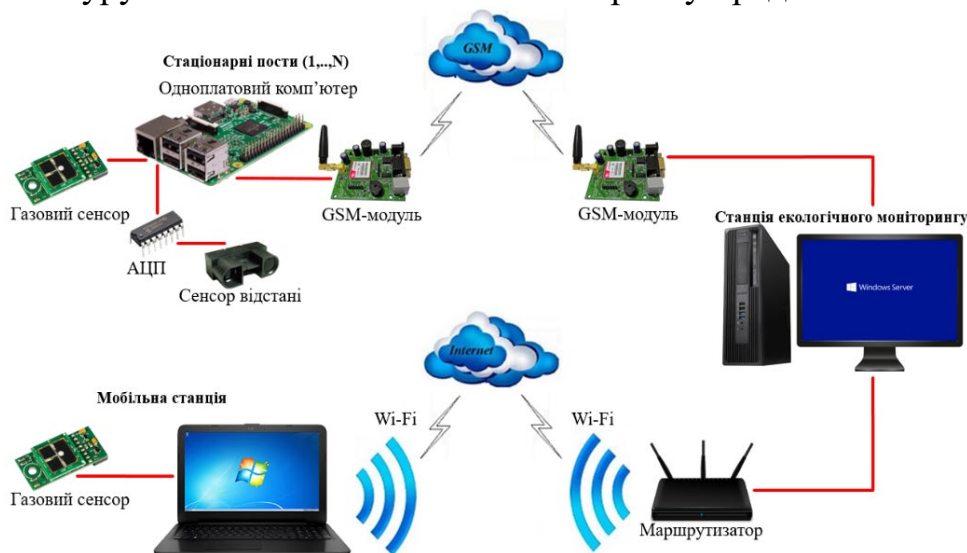 GSM
Стаціонарні пости (1,..,N)
Одноплатовий комп’ютер
Газовий сенсор
GSM-модуль
GSM-модуль
АЦП
Сенсор відстані
Станція екологічного моніторингу
Windows Server
Internet
Мобільна станція
Wi-Fi
Wi-Fi
Газовий сенсор
Маршрутизатор